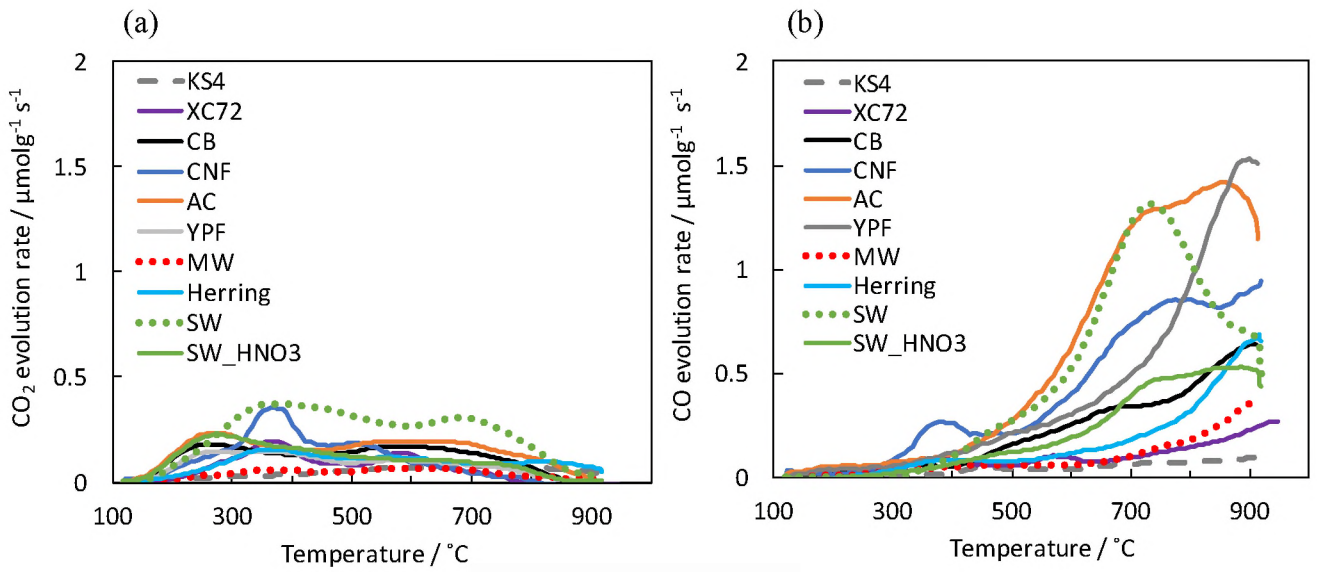 (a)
CO2 evolution rate / µmolg-1 s-1
2
1.5
1
0.5
0
KS4
XC72
CB
CNF
AC
YPF
MW
Herring
SW
SW_HNO3
100
300
500
700
900
Temperature / ˚C
(b)
CO evolution rate / µmolg-1 s-1
2
1.5
1
0.5
0
KS4
XC72
CB
CNF
AC
YPF
MW
Herring
SW
SW_HNO3
100
300
500
700
900
Temperature / ˚C